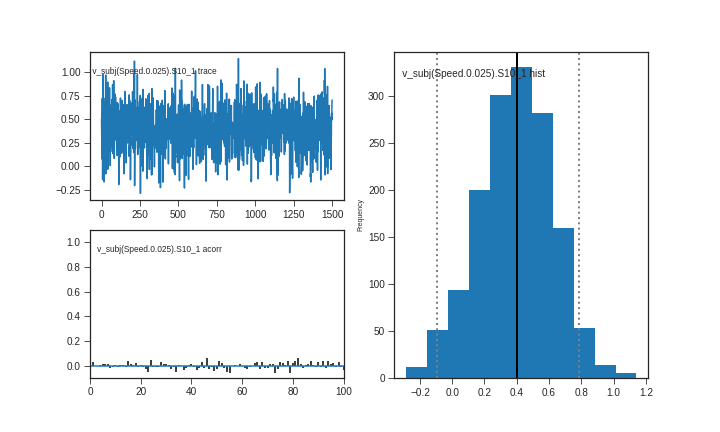 v_subj(Speed.0.025).S10_1 trace
1.00
0.75
0.50
0.25
0.00
−0.25
0 250 500 750 1000 1250 1500
v_subj(Speed.0.025).S10_1 acorr
1.0
0.8
0.6
0.4
0.2
0.0
0 20 40 60 80 100
v_subj(Speed.0.025).S10_1 hist
Frequency
300
250
200
150
100
50
0
−0.2 0.0 0.2 0.4 0.6 0.8 1.0 1.2